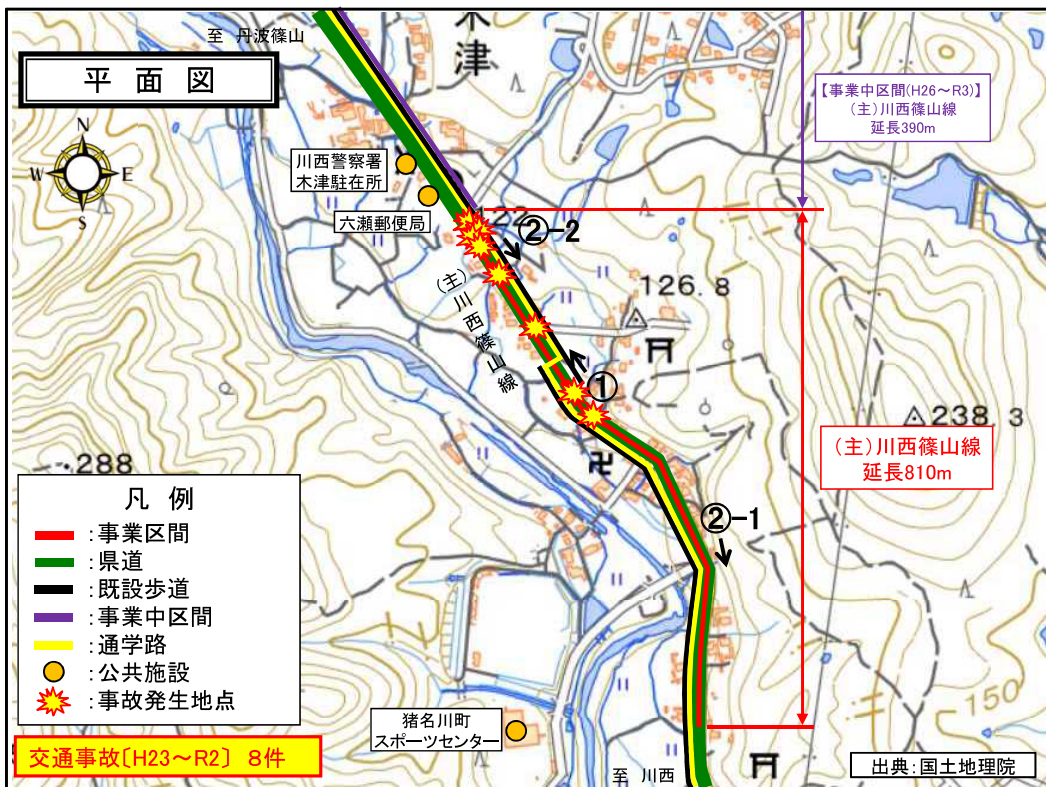 至 丹波篠山
木津
平面図
N
W E
S
川西警察署
木津駐在所
六瀬郵便局
【事業中区間(H26～R3)】
(主)川西篠山線
延長390m
②-2
(主)川西篠山線
126.8
①
238.3
(主)川西篠山線
延長810m
288
②-1
凡 例
:事業区間
:県道
:既設歩道
:事業中区間
:通学路
:公共施設
:事故発生地点
150
猪名川町
スポーツセンター
交通事故〔H23～R2〕 8件
至 川西
出典:国土地理院